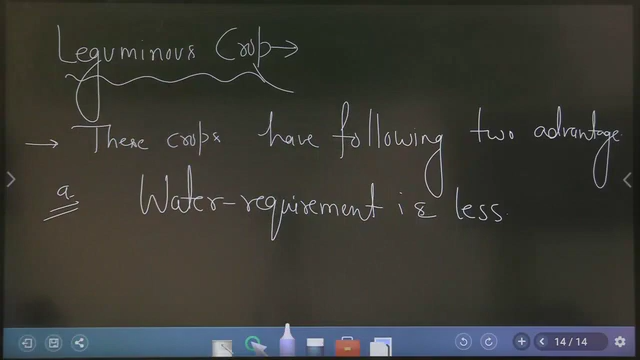 Leguminous Crop →
→ These crops have following two advantage
a. Water-requirement is less.
14 / 14